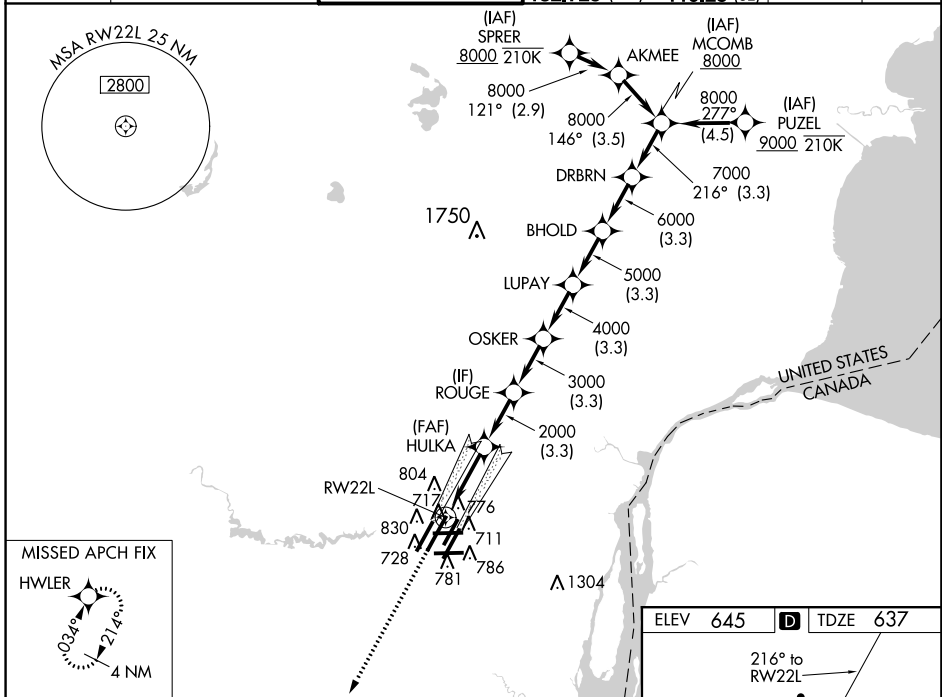 MSA RW22L 25 NM
2800
(IAF)
SPRER
8000 210K
AKMEE
(IAF)
MCOMB
8000
8000
121° (2.9)
8000
146° (3.5)
8000
277°
(4.5)
(IAF)
PUZEL
9000 210K
DRBRN
7000
216° (3.3)
1750
BHOLD
6000
(3.3)
LUPAY
5000
(3.3)
OSKER
4000
(3.3)
UNITED STATES
CANADA
(IF)
ROUGE
3000
(3.3)
(FAF)
HULKA
2000
(3.3)
804
RW22L
717
776
830
711
728
781
786
1304
MISSED APCH FIX
HWLER
034°
214°
4 NM
ELEV 645 D TDZE 637
216° to
RW22L